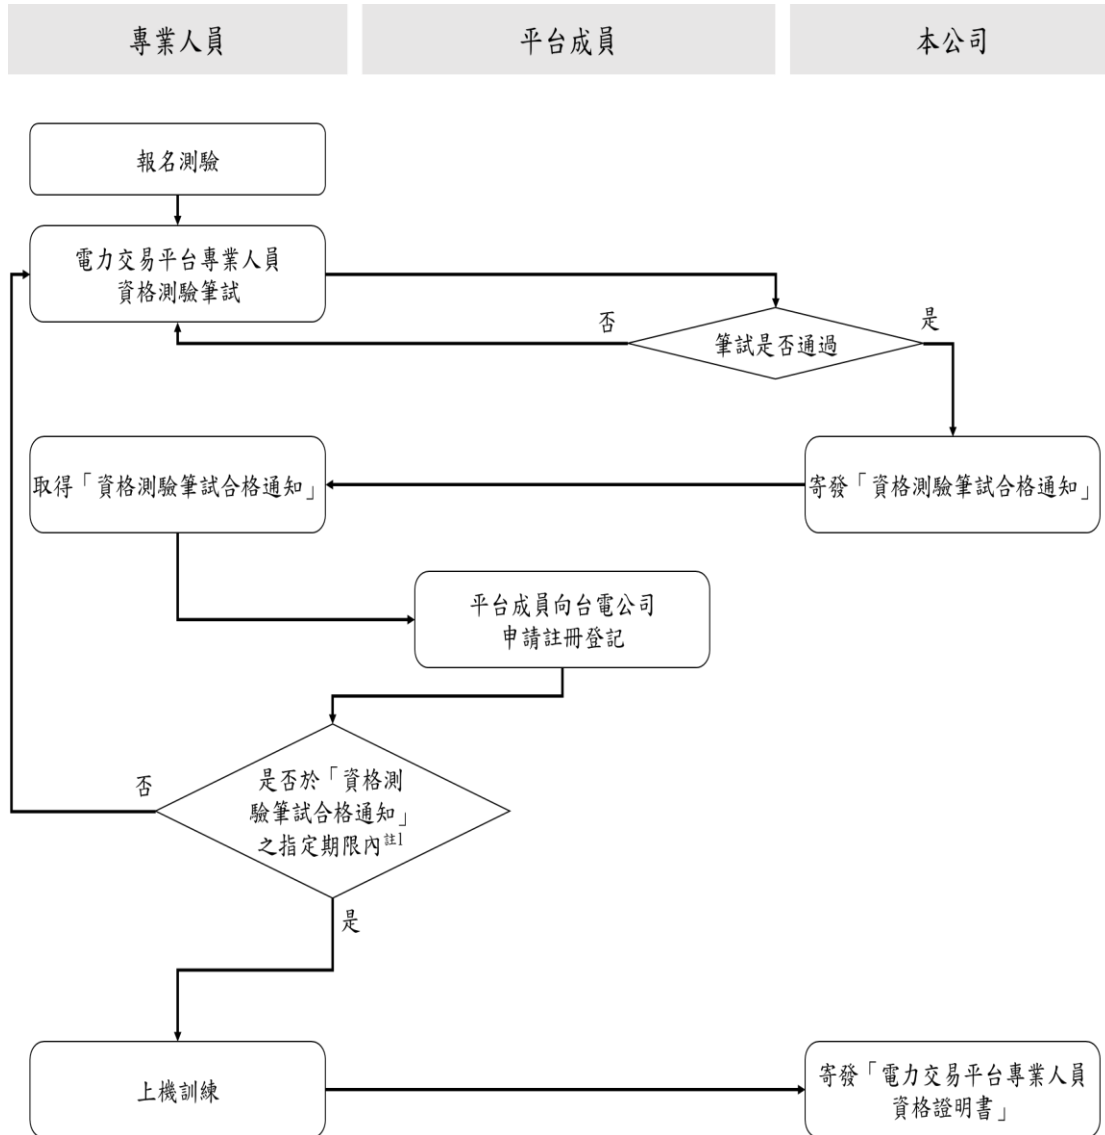 專業人員
平台成員
本公司
報名測驗
電力交易平台專業人員
資格測驗筆試
否
是
筆試是否通過
取得「資格測驗筆試合格通知」
寄發「資格測驗筆試合格通知」
平台成員向台電公司
申請註冊登記
否
是否於「資格測
驗筆試合格通知」
之指定期限內註1
是
上機訓練
寄發「電力交易平台專業人員
資格證明書」